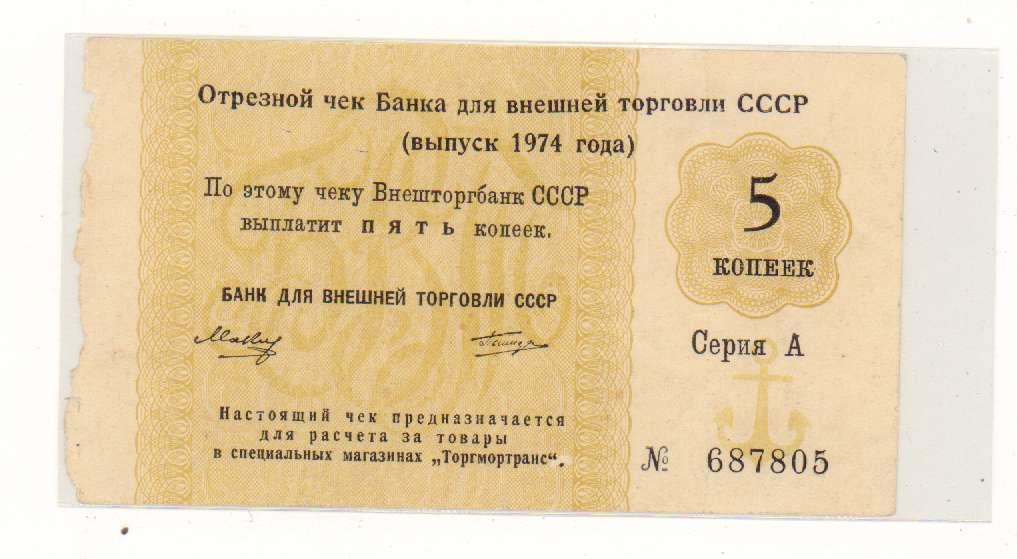 Отрезной чек Банка для внешней торговли СССР
(выпуск 1974 года)
По этому чеку Внешторгбанк СССР
выплатит пять копеек.
5
КОПЕЕК
БАНК ДЛЯ ВНЕШНЕЙ ТОРГОВЛИ СССР
Серия А
Настоящий чек предназначается
для расчета за товары
в специальных магазинах „Торгмортранс“.
№ 687805